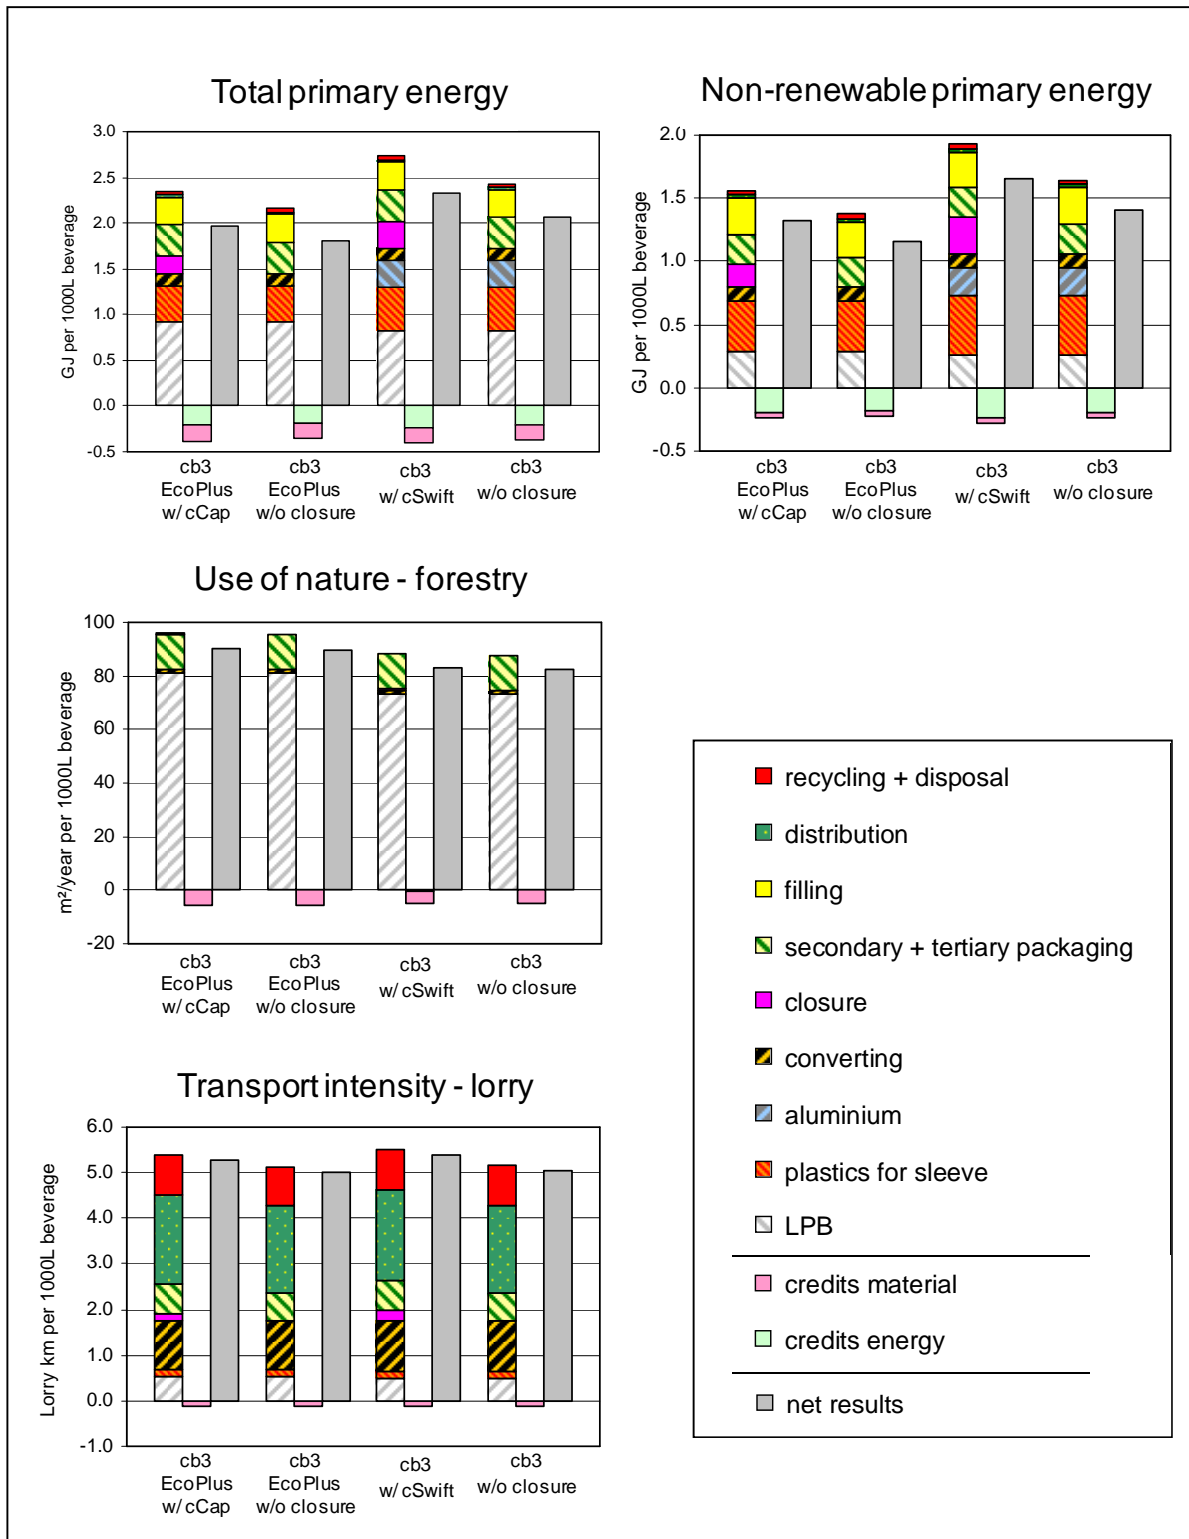 Total primary energy
GJ per 1000L beverage
3.0
2.5
2.0
1.5
1.0
0.5
0.0
-0.5
cb3
EcoPlus
w/ cCap
cb3
EcoPlus
w/o closure
cb3
w/ cSwift
cb3
w/o closure
Non-renewable primary energy
GJ per 1000L beverage
2.0
1.5
1.0
0.5
0.0
-0.5
cb3
EcoPlus
w/ cCap
cb3
EcoPlus
w/o closure
cb3
w/ cSwift
cb3
w/o closure
Use of nature - forestry
m²/year per 1000L beverage
100
80
60
40
20
0
-20
cb3
EcoPlus
w/ cCap
cb3
EcoPlus
w/o closure
cb3
w/ cSwift
cb3
w/o closure
Transport intensity - lorry
Lorry km per 1000L beverage
6.0
5.0
4.0
3.0
2.0
1.0
0.0
-1.0
cb3
EcoPlus
w/ cCap
cb3
EcoPlus
w/o closure
cb3
w/ cSwift
cb3
w/o closure
recycling + disposal
distribution
filling
secondary + tertiary packaging
closure
converting
aluminium
plastics for sleeve
LPB
credits material
credits energy
net results